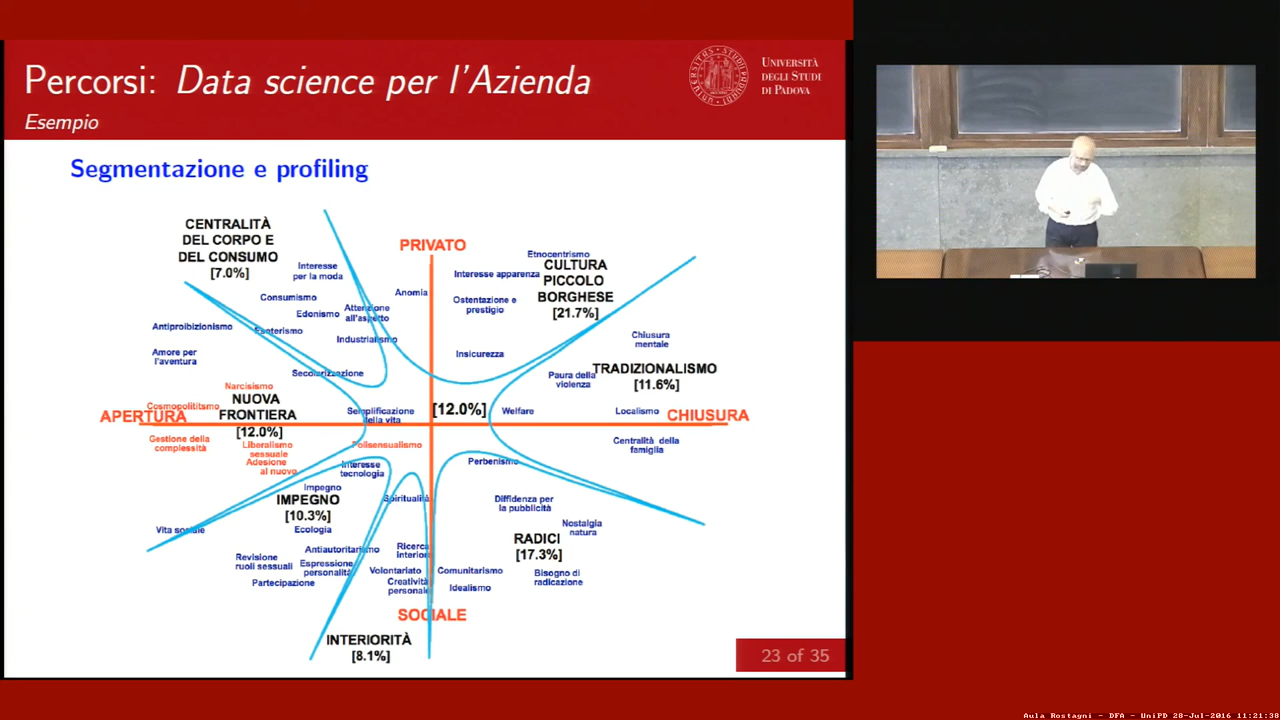 Percorsi: Data science per l'Azienda
Esempio
UNIVERSITÀ
DEGLI STUDI
DI PADOVA
Segmentazione e profiling
CENTRALITÀ
DEL CORPO E
DEL CONSUMO
[7.0%]
Interesse
per la moda
Consumismo
Edonismo
Attenzione
all'aspetto
Antiproibizionismo
Esoterismo
Industrialismo
Amore per
l'avventura
Secolarizzazione
PRIVATO
Anomia
Etnocentrismo
Interesse apparenza
CULTURA
PICCOLO
BORGHESE
[21.7%]
Ostentazione e
prestigio
Insicurezza
Chiusura
mentale
TRADIZIONALISMO
[11.6%]
Paura della
violenza
Narcisismo
Cosmopolititsmo
NUOVA
FRONTIERA
[12.0%]
APERTURA
Semplificazione
della vita
[12.0%]
Welfare
Localismo
CHIUSURA
Gestione della
complessità
Liberalismo
sessuale
Adesione
al nuovo
Polisensualismo
Centralità della
famiglia
Interesse
tecnologia
Perbenismo
Impegno
IMPEGNO
[10.3%]
Spiritualità
Diffidenza per
la pubblicità
Vita sociale
Ecologia
Nostalgia
natura
RADICI
[17.3%]
Antiautoritarismo
Ricerca
Interiore
Revisione
ruoli sessuali
Espressione
personalità
Volontariato
Comunitarismo
Bisogno di
radicazione
Partecipazione
Creatività
personale
Idealismo
SOCIALE
INTERIORITÀ
[8.1%]
23 of 35
Aula Rostagni - DFA - UniPD 28-Jul-2016 11:21:38